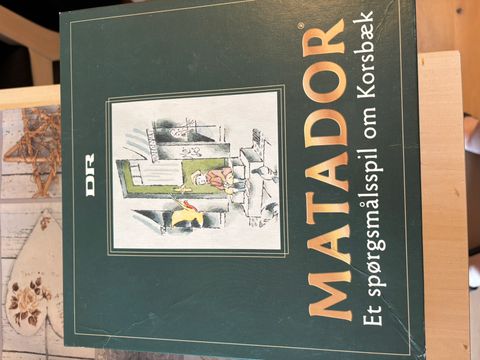 DR
MATADOR®
Et spørgsmålsspil om Korsbæk